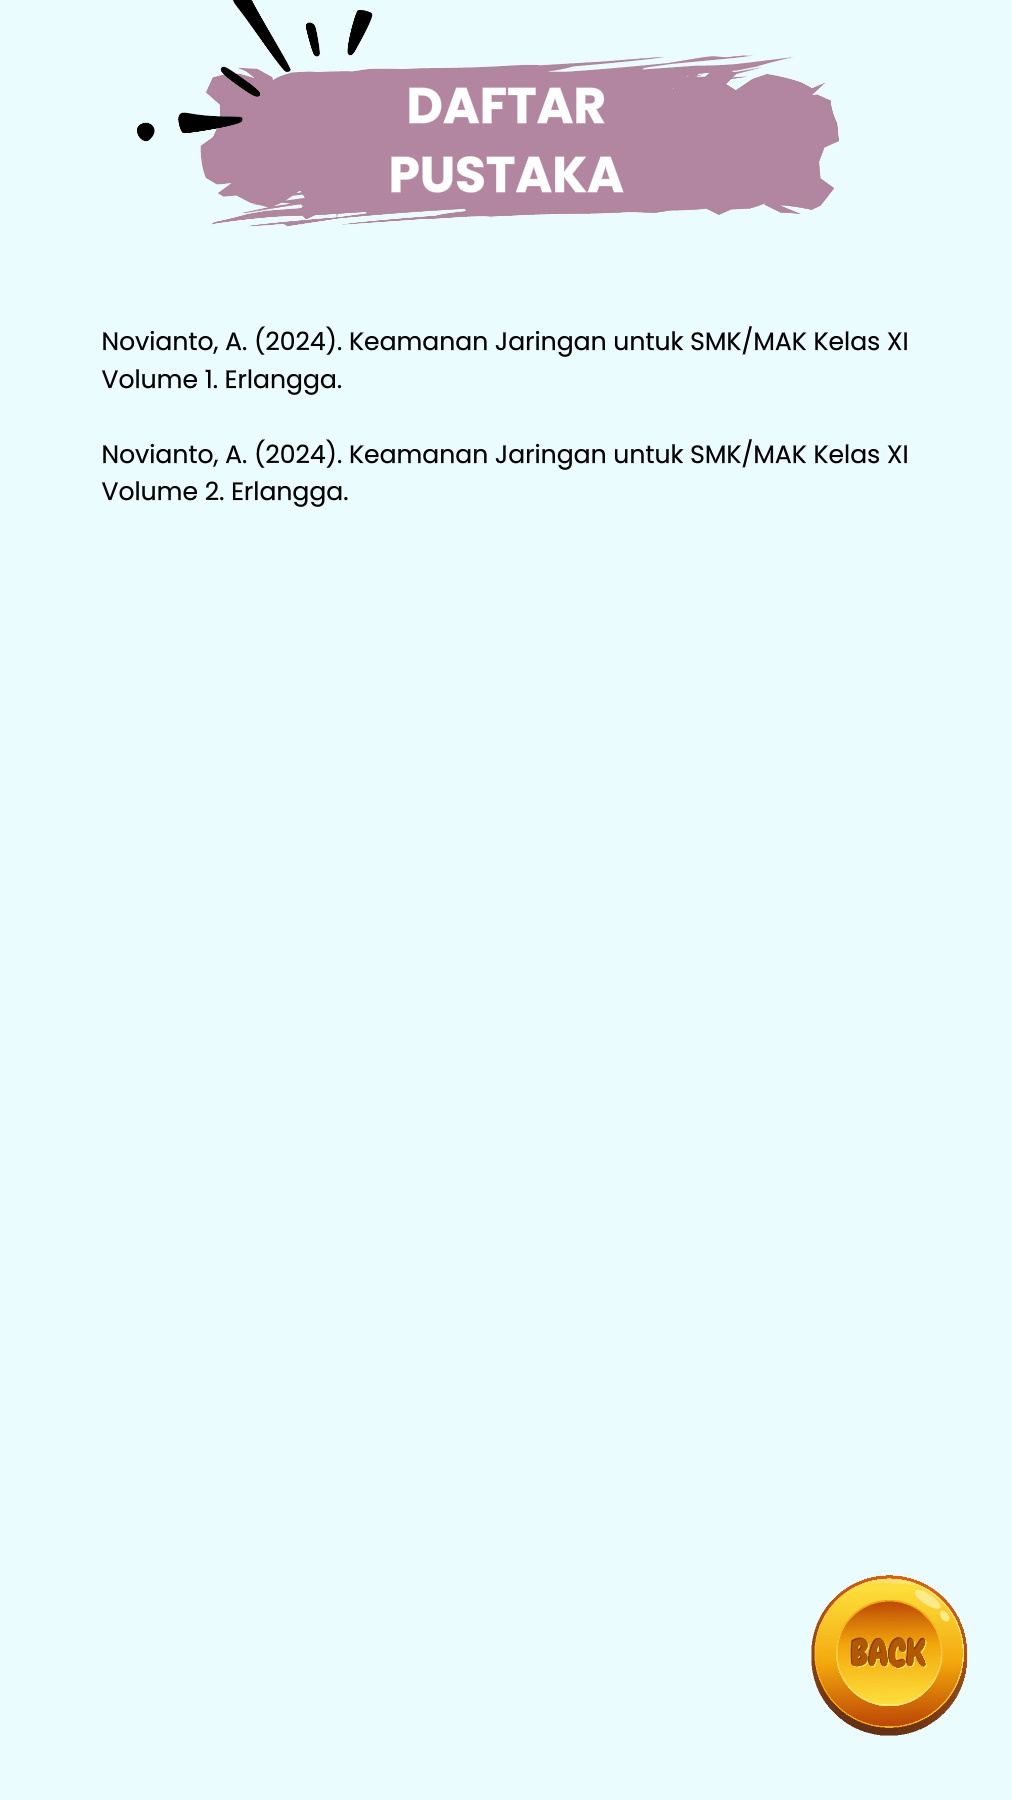 DAFTAR
PUSTAKA
Novianto, A. (2024). Keamanan Jaringan untuk SMK/MAK Kelas XI
Volume 1. Erlangga.
Novianto, A. (2024). Keamanan Jaringan untuk SMK/MAK Kelas XI
Volume 2. Erlangga.
BACK